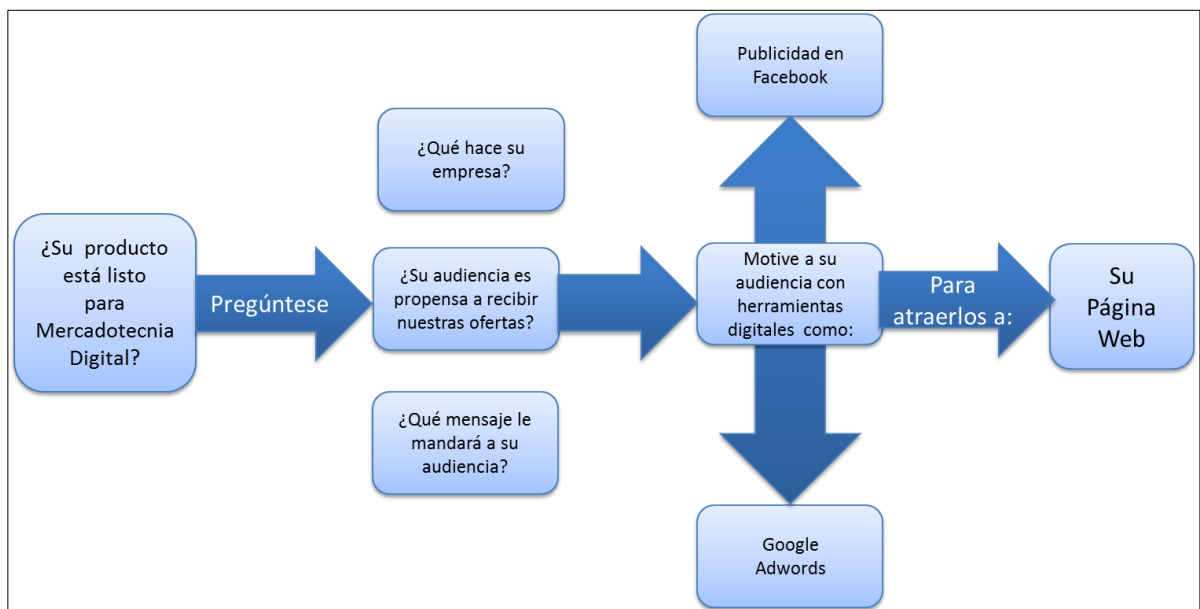 ¿Su producto
está listo
para
Mercadotecnia
Digital?
Pregúntese
¿Qué hace su
empresa?
¿Su audiencia es
propensa a recibir
nuestras ofertas?
¿Qué mensaje le
mandará a su
audiencia?
Publicidad en
Facebook
Motive a su
audiencia con
herramientas
digitales como:
Google
Adwords
Para
atraerlos a:
Su
Página
Web